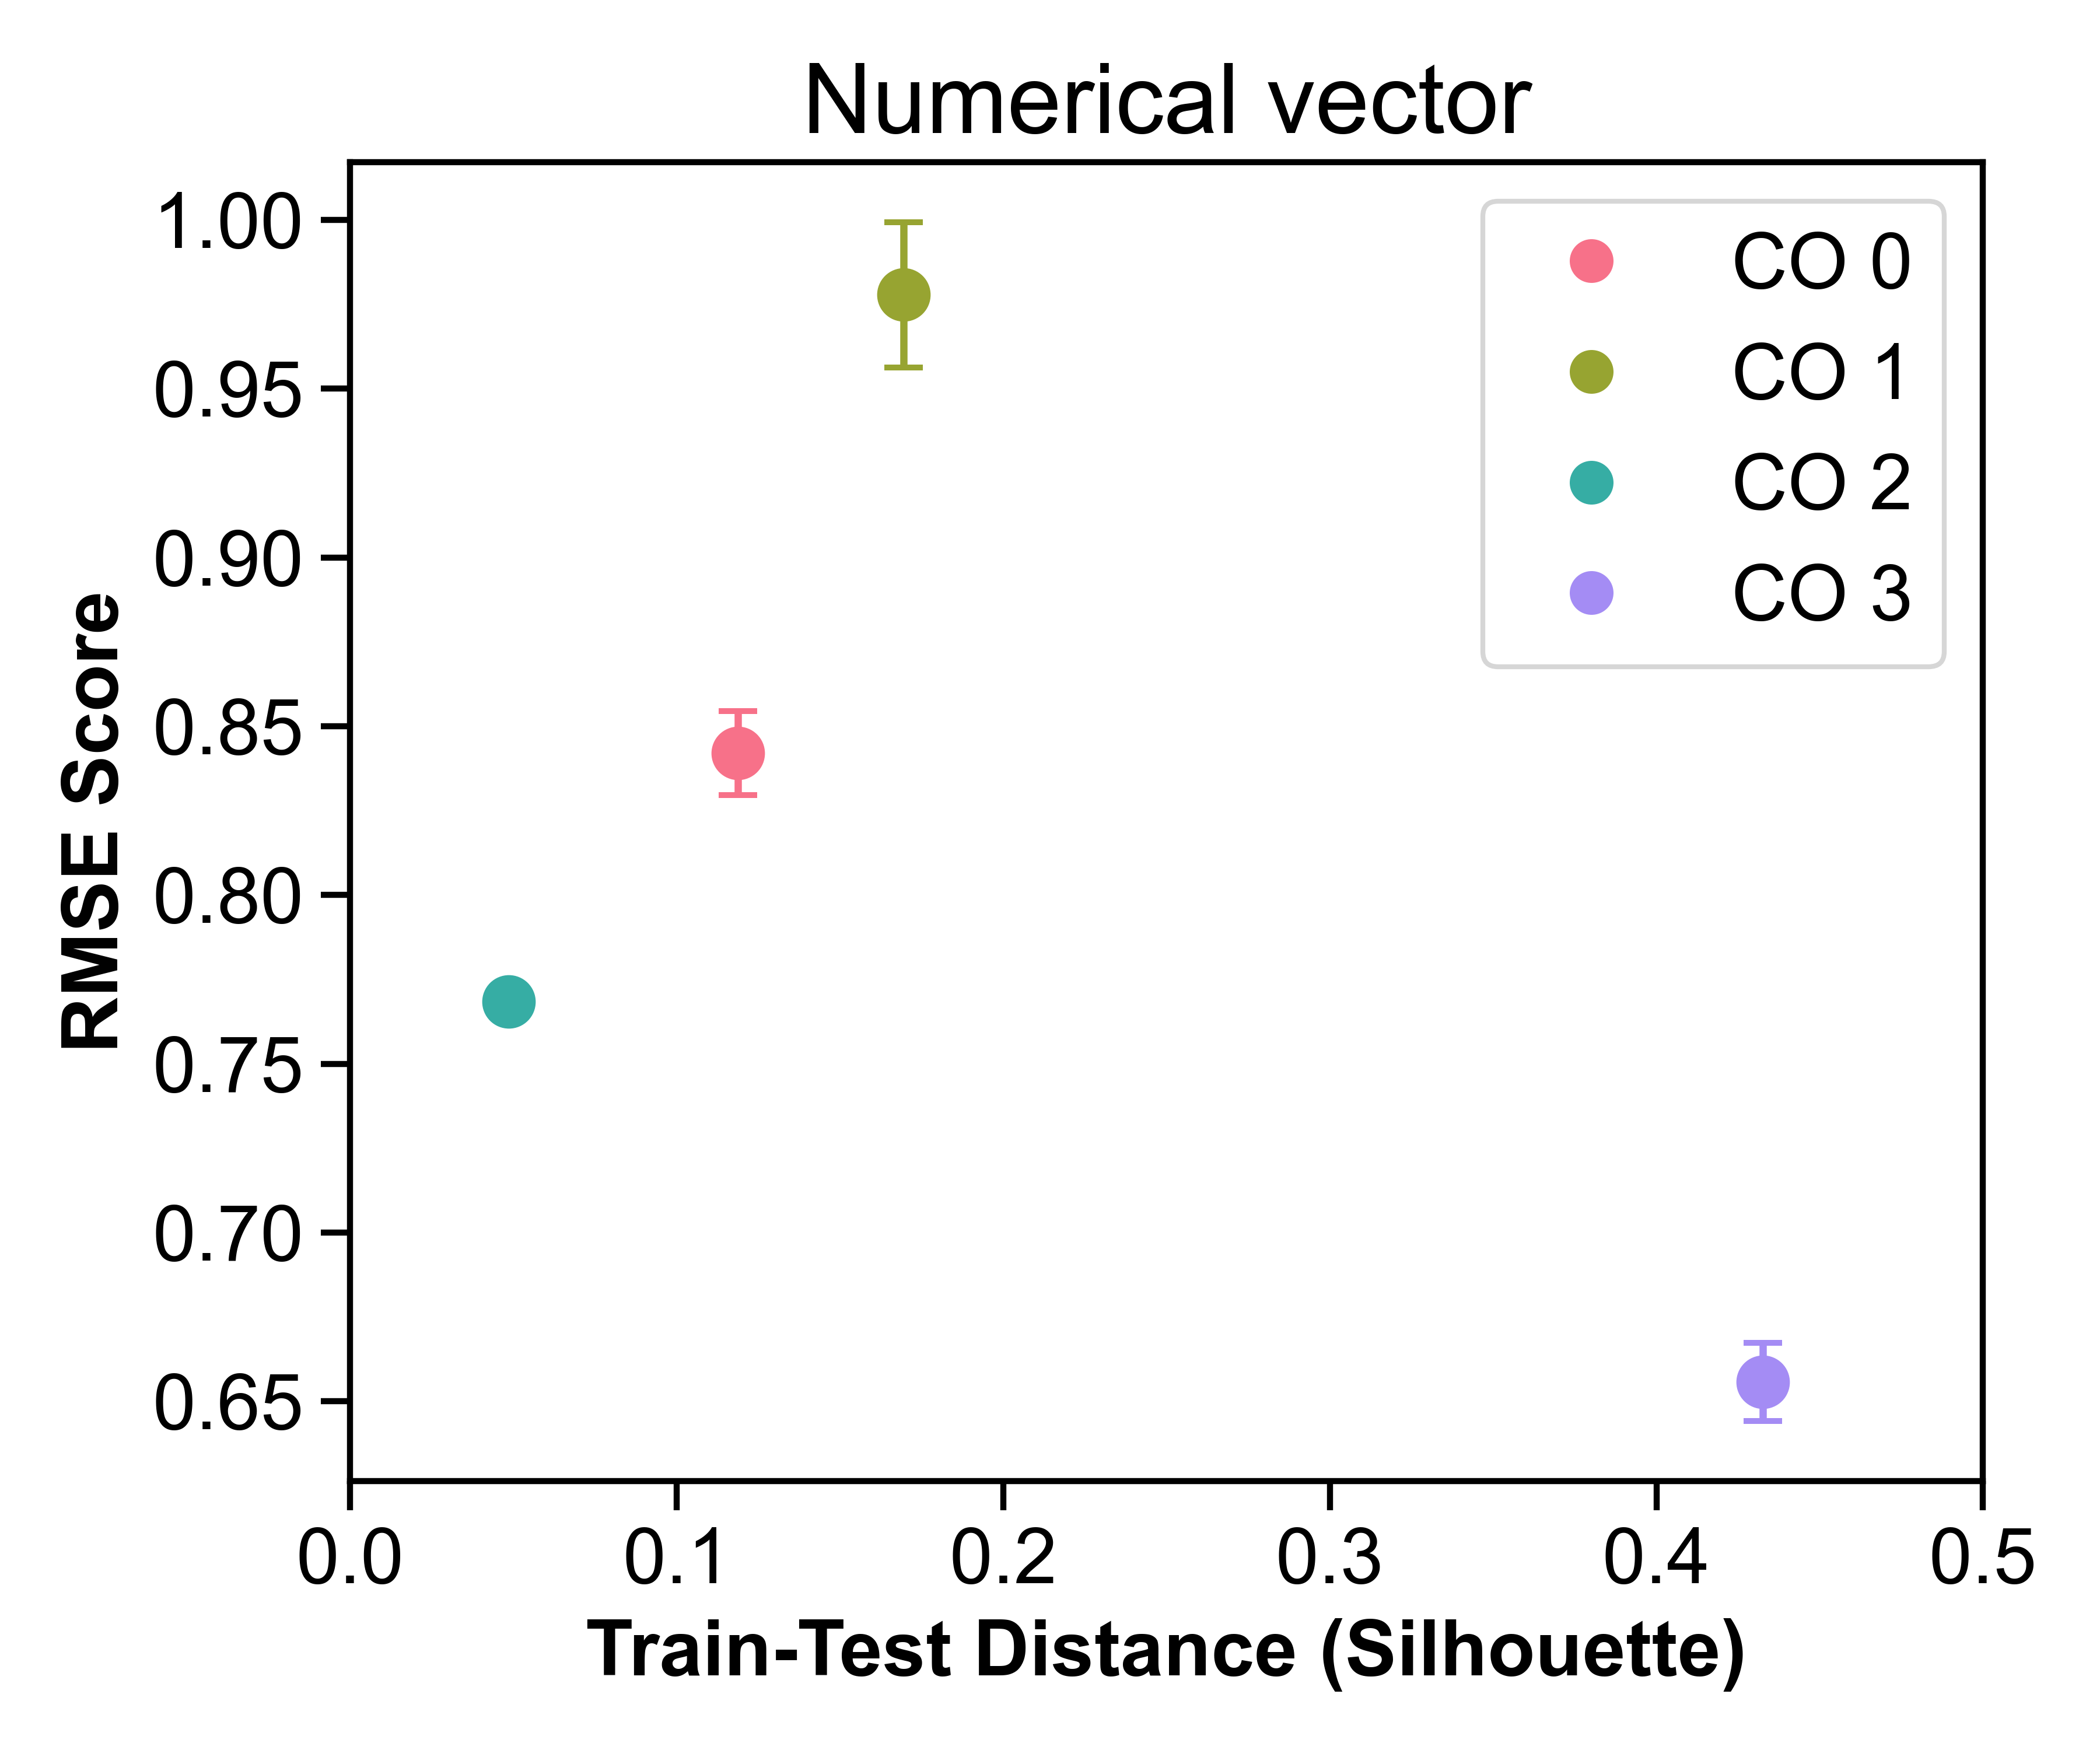 Numerical vector
1.00
0.95
0.90
0.85
0.80
0.75
0.70
0.65
RMSE Score
CO 0
CO 1
CO 2
CO 3
0.0 0.1 0.2 0.3 0.4 0.5
Train-Test Distance (Silhouette)